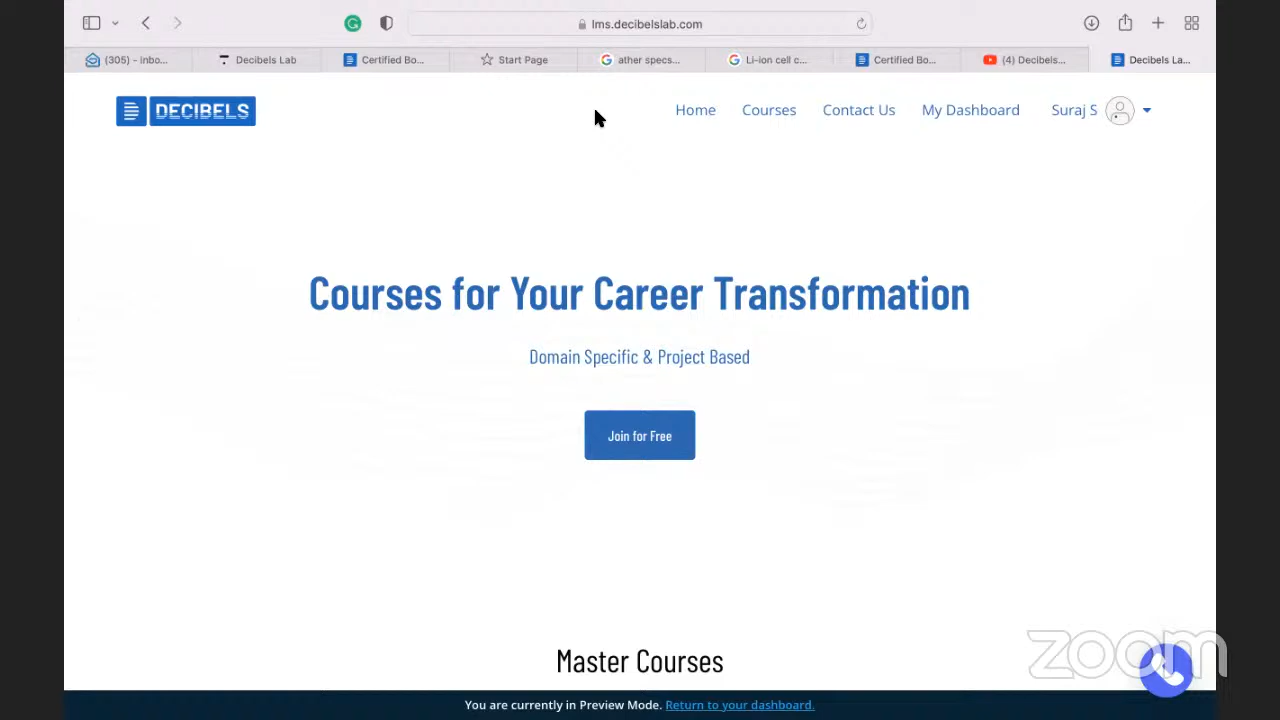 lms.decibelslab.com
(305) - Inbo...
Decibels Lab
Certified Bo...
Start Page
ather specs...
Li-ion cell c...
Certified Bo...
(4) Decibels...
Decibels La...
DECIBELS
Home
Courses
Contact Us
My Dashboard
Suraj S
Courses for Your Career Transformation
Domain Specific & Project Based
Join for Free
Master Courses
zoom
You are currently in Preview Mode. Return to your dashboard.